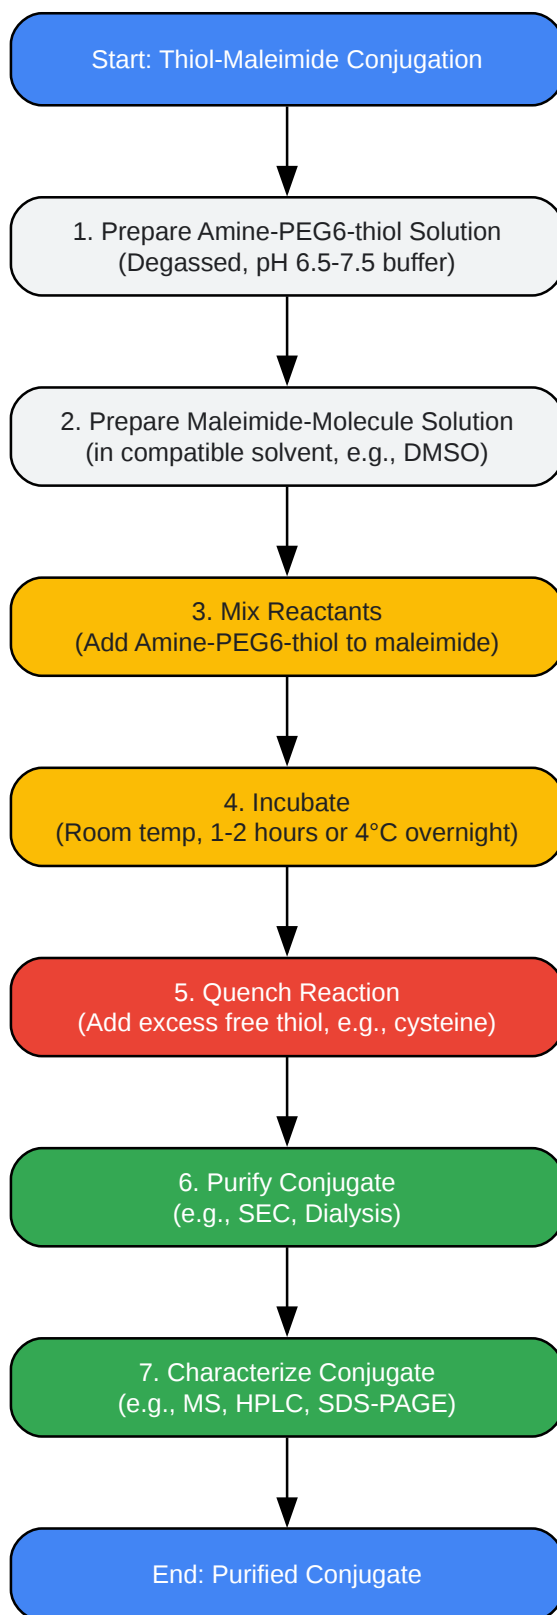 Start: Thiol-Maleimide Conjugation
1. Prepare Amine-PEG6-thiol Solution
(Degassed, pH 6.5-7.5 buffer)
2. Prepare Maleimide-Molecule Solution
(in compatible solvent, e.g., DMSO)
3. Mix Reactants
(Add Amine-PEG6-thiol to maleimide)
4. Incubate
(Room temp, 1-2 hours or 4°C overnight)
5. Quench Reaction
(Add excess free thiol, e.g., cysteine)
6. Purify Conjugate
(e.g., SEC, Dialysis)
7. Characterize Conjugate
(e.g., MS, HPLC, SDS-PAGE)
End: Purified Conjugate